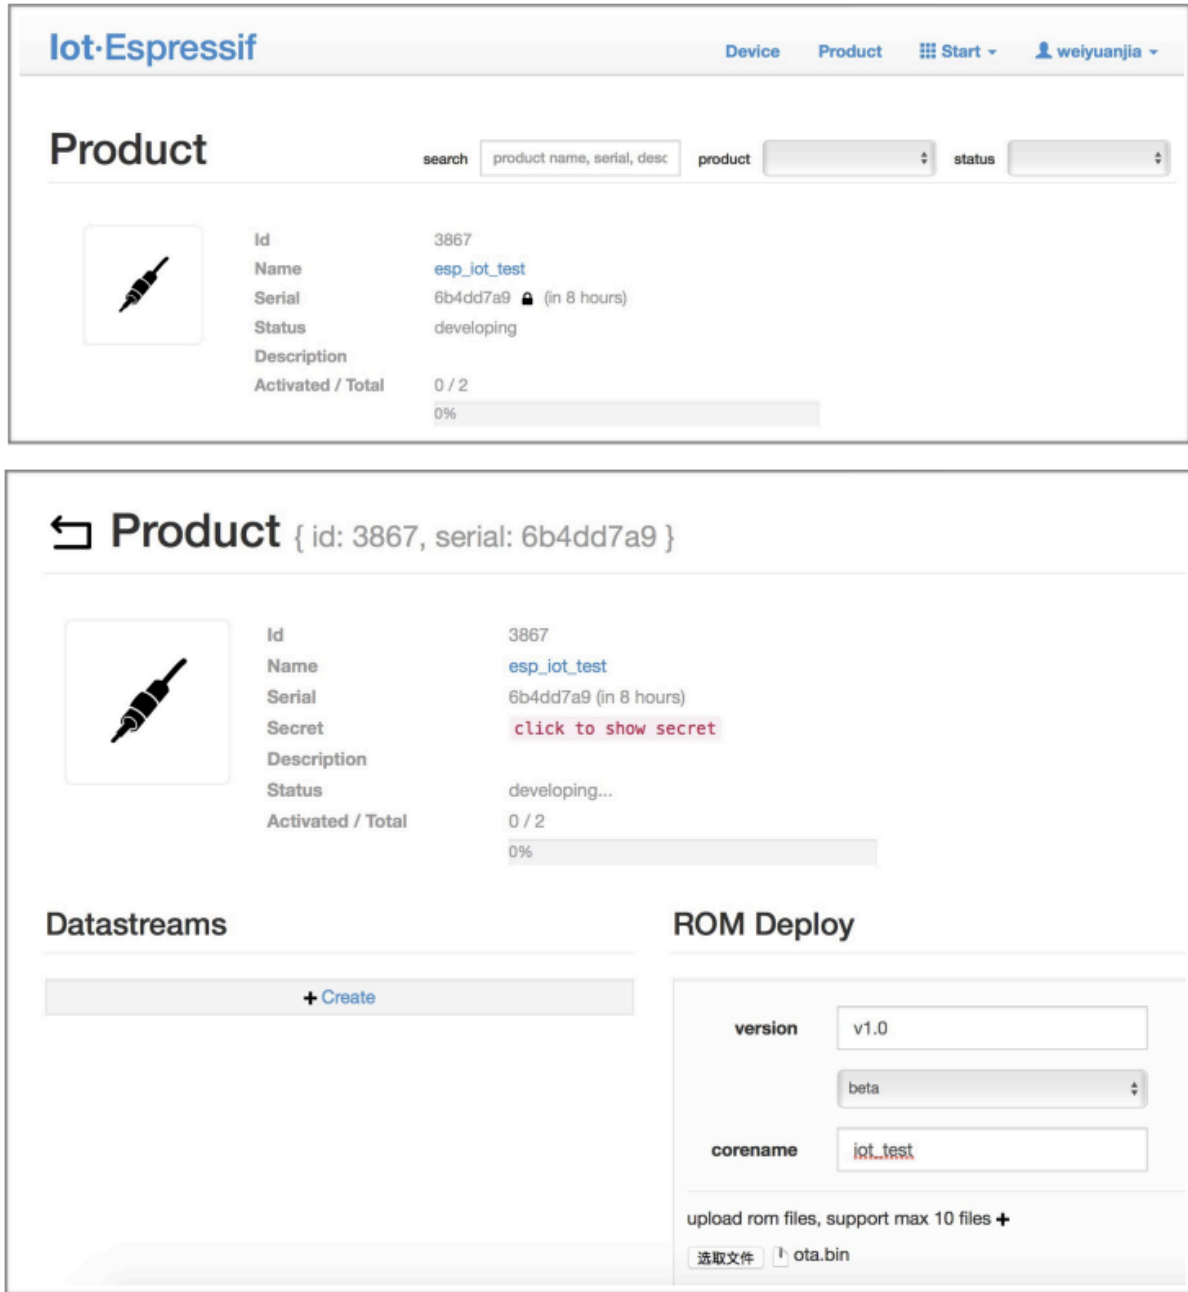 Iot·Espressif
Device Product Start weiyuanjia
Product
search product name, serial, desc product status
Id 3867
Name esp_iot_test
Serial 6b4dd7a9 (in 8 hours)
Status developing
Description
Activated / Total 0 / 2
0%
Product { id: 3867, serial: 6b4dd7a9 }
Id 3867
Name esp_iot_test
Serial 6b4dd7a9 (in 8 hours)
Secret click to show secret
Description
Status developing...
Activated / Total 0 / 2
0%
Datastreams
+ Create
ROM Deploy
version v1.0
beta
corename iot_test
upload rom files, support max 10 files +
选取文件 ota.bin